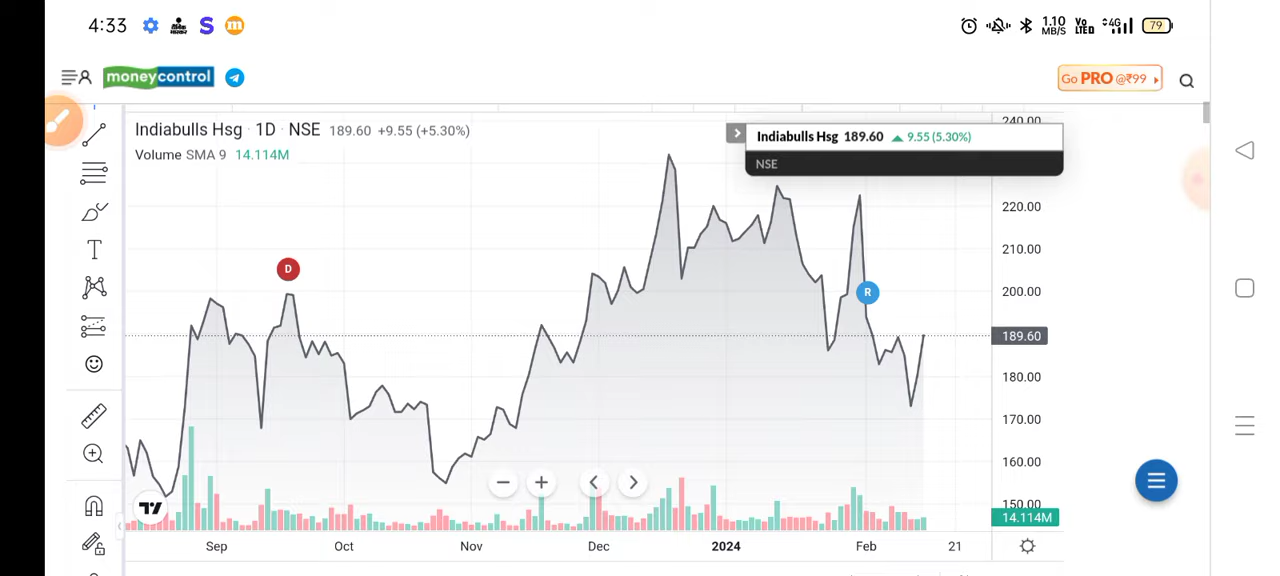 4:33
S m
1.10 MB/S Vo LTED 4G 79
moneycontrol
Go PRO @₹99
Indiabulls Hsg · 1D · NSE 189.60 +9.55 (+5.30%)
Volume SMA 9 14.114M
Indiabulls Hsg 189.60 9.55 (5.30%)
NSE
T
D
R
240.00
220.00
210.00
200.00
189.60
180.00
170.00
160.00
150.00
14.114M
Sep Oct Nov Dec 2024 Feb 21